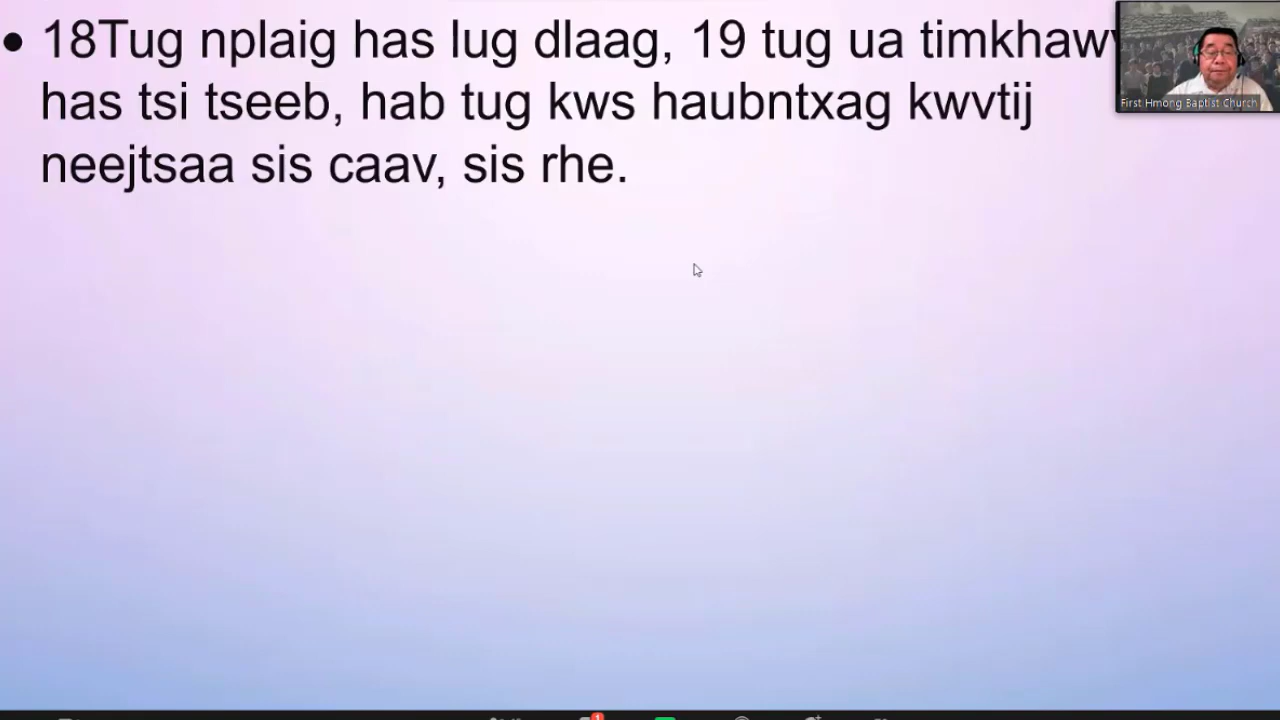 • 18Tug nplaig has lug dlaag, 19 tug ua
has tsi tseeb, hab tug kws haubntxag kwvtij
neejtsaa sis caav, sis rhe.
First Hmong Baptist Church
1